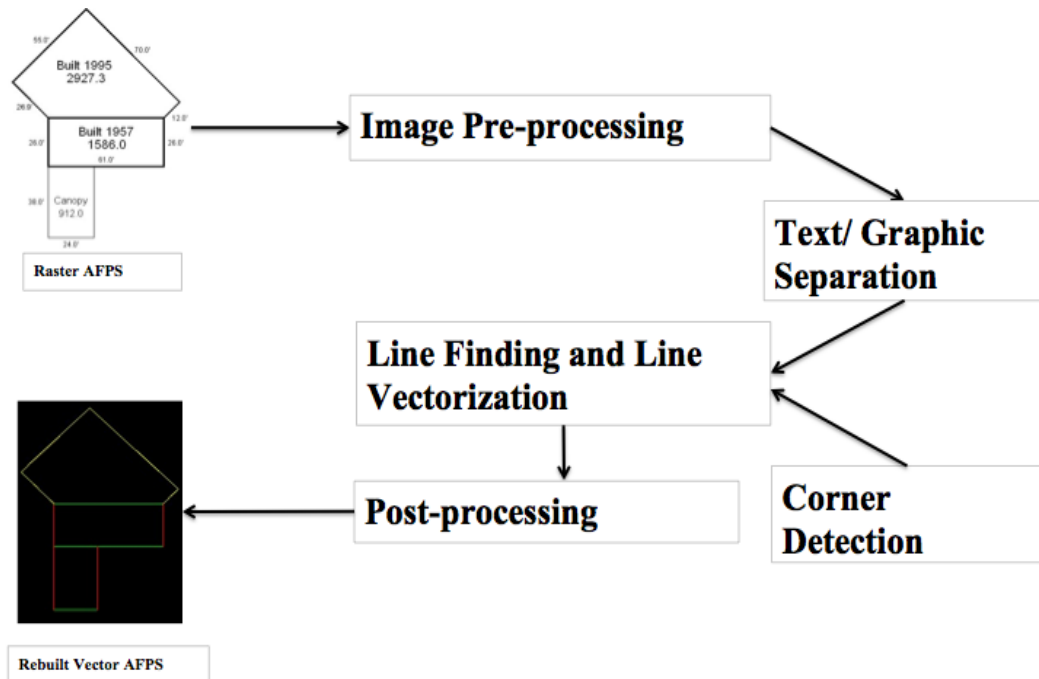 55.0'
70.0'
Built 1995
2927.3
26.0'
12.0'
Built 1957
1586.0
26.0'
26.0'
61.0'
38.0'
Canopy
912.0
24.0'
Raster AFPS
Image Pre-processing
Text/ Graphic
Separation
Line Finding and Line
Vectorization
Corner
Detection
Post-processing
Rebuilt Vector AFPS